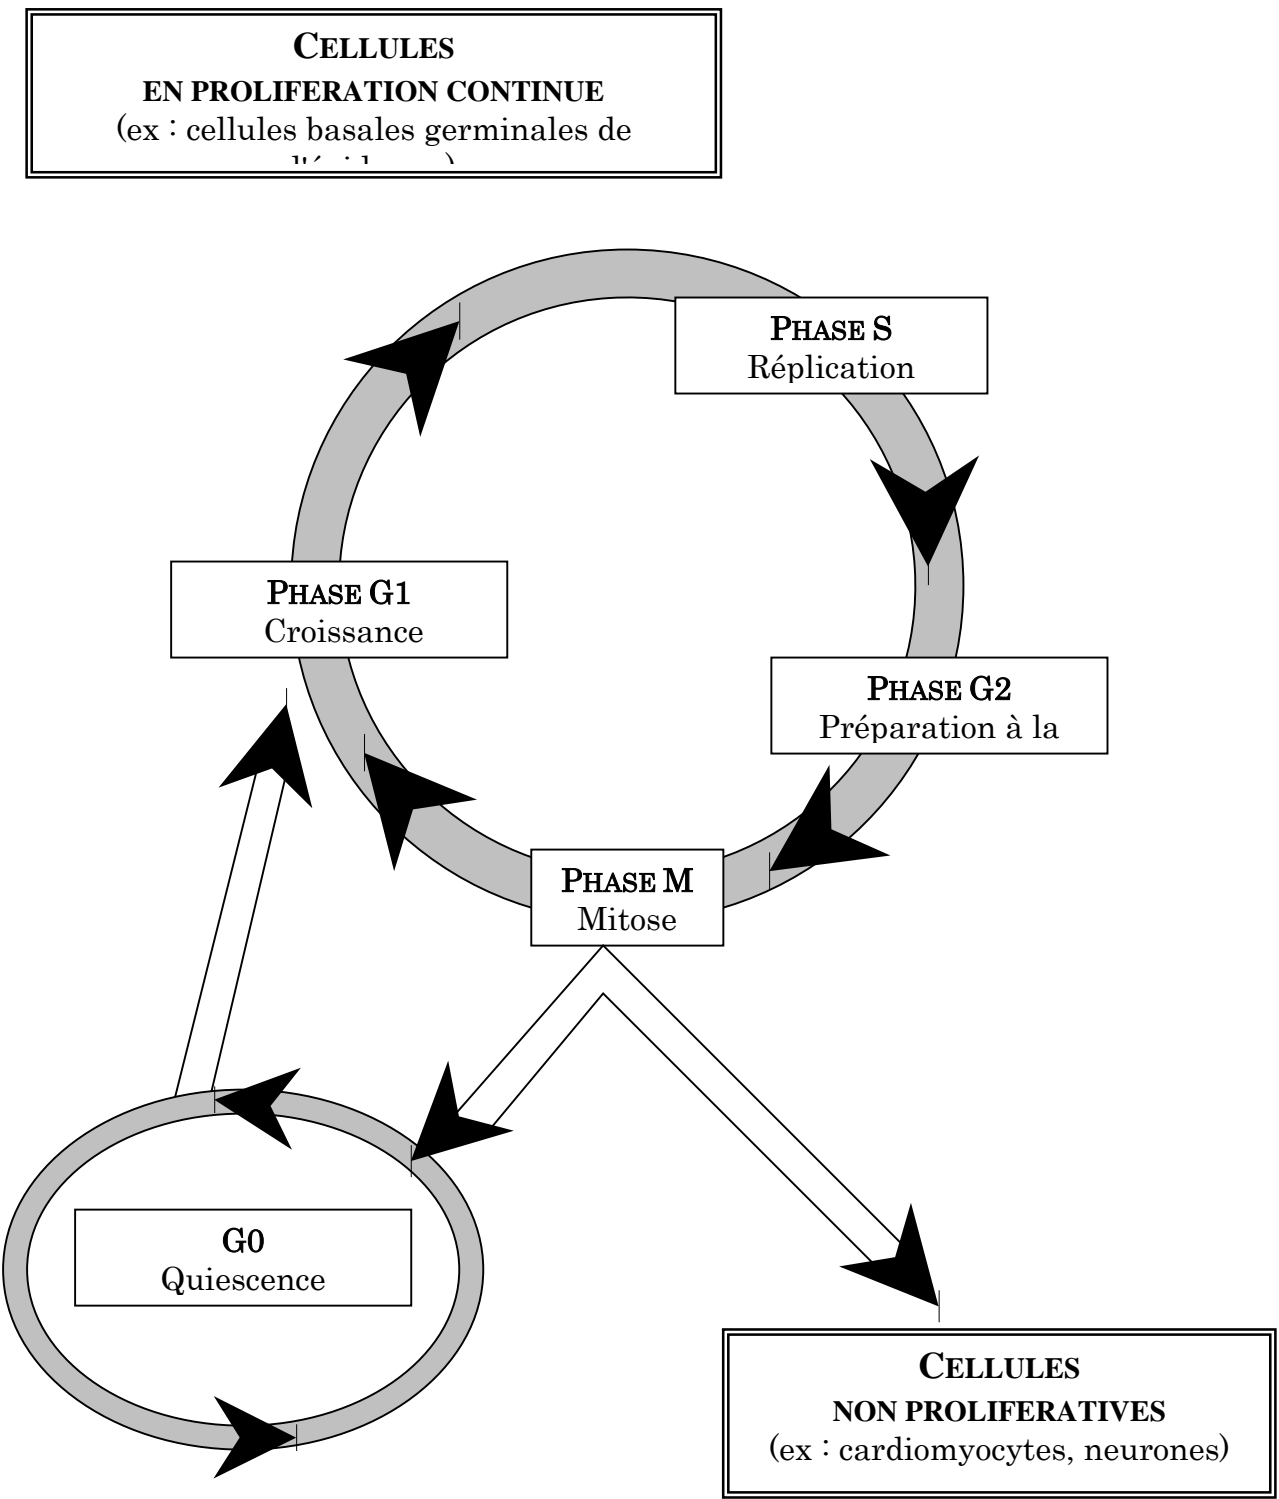 CELLULES
EN PROLIFERATION CONTINUE
(ex : cellules basales germinales de
PHASE S
Réplication
PHASE G1
Croissance
PHASE G2
Préparation à la
PHASE M
Mitose
G0
Quiescence
CELLULES
NON PROLIFERATIVES
(ex : cardiomyocytes, neurones)